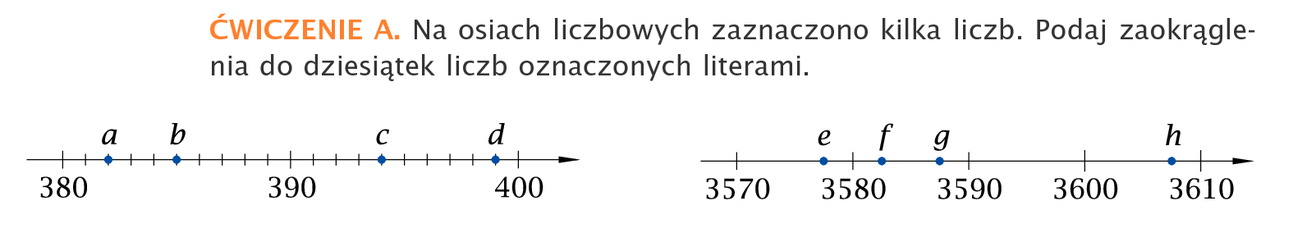 ĆWICZENIE A. Na osiach liczbowych zaznaczono kilka liczb. Podaj zaokrągle-
nia do dziesiątek liczb oznaczonych literami.
a b c d
380 390 400
e f g h
3570 3580 3590 3600 3610